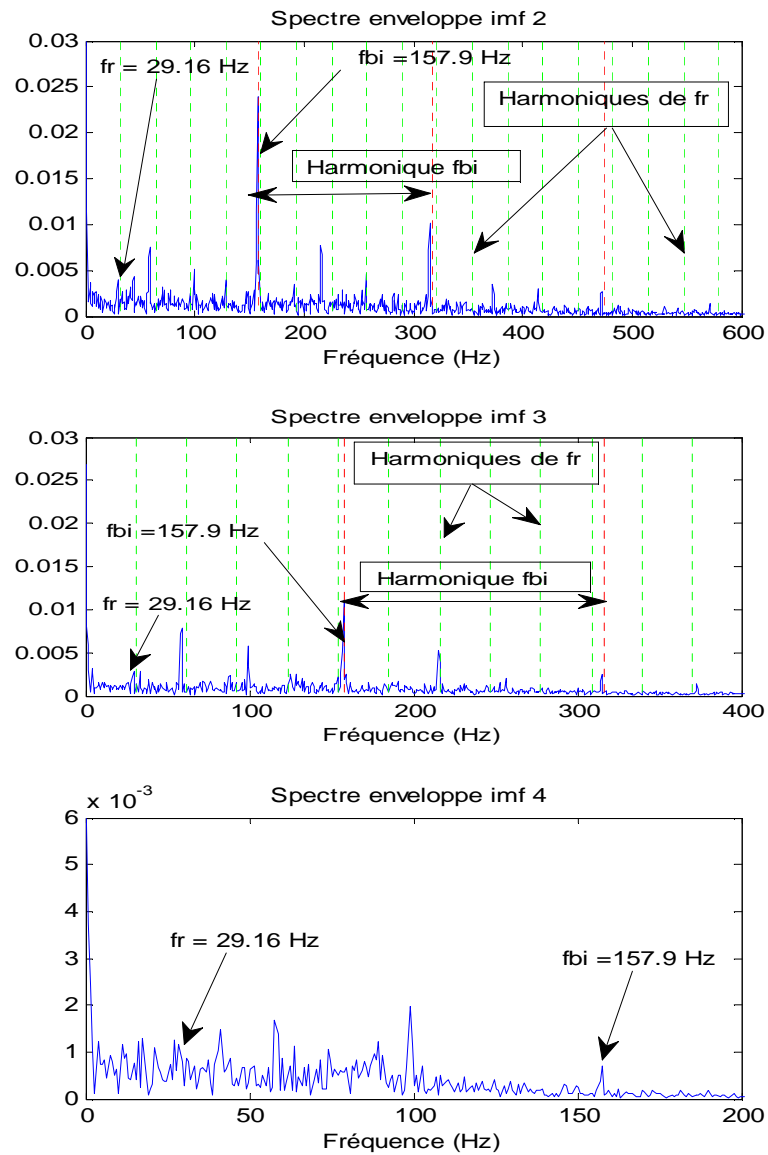 Spectre enveloppe imf 2
0.03
0.025
0.02
0.015
0.01
0.005
0
fr = 29.16 Hz
fbi =157.9 Hz
Harmoniques de fr
Harmonique fbi
0 100 200 300 400 500 600
Fréquence (Hz)
Spectre enveloppe imf 3
0.03
0.025
0.02
0.015
0.01
0.005
0
Harmoniques de fr
fbi =157.9 Hz
Harmonique fbi
fr = 29.16 Hz
0 100 200 300 400
Fréquence (Hz)
x 10-3
Spectre enveloppe imf 4
6
5
4
3
2
1
0
fr = 29.16 Hz
fbi =157.9 Hz
0 50 100 150 200
Fréquence (Hz)